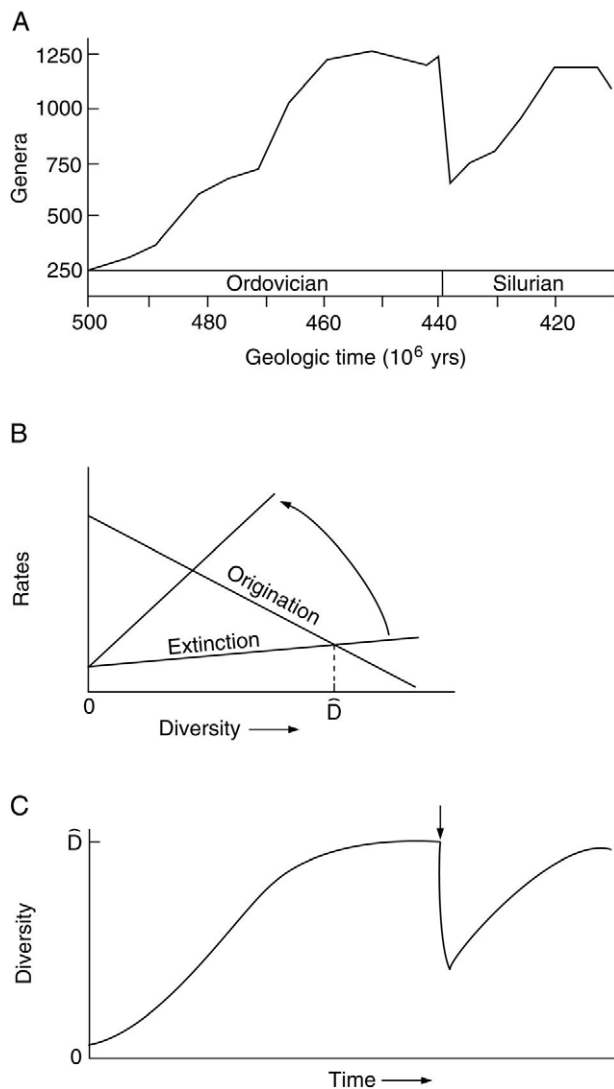 A
1250
1000
750
500
250
Genera
Ordovician Silurian
500 480 460 440 420
Geologic time (10⁶ yrs)
B
Rates
Origination
Extinction
0 D̂
Diversity
C
D̂
Diversity
0
Time